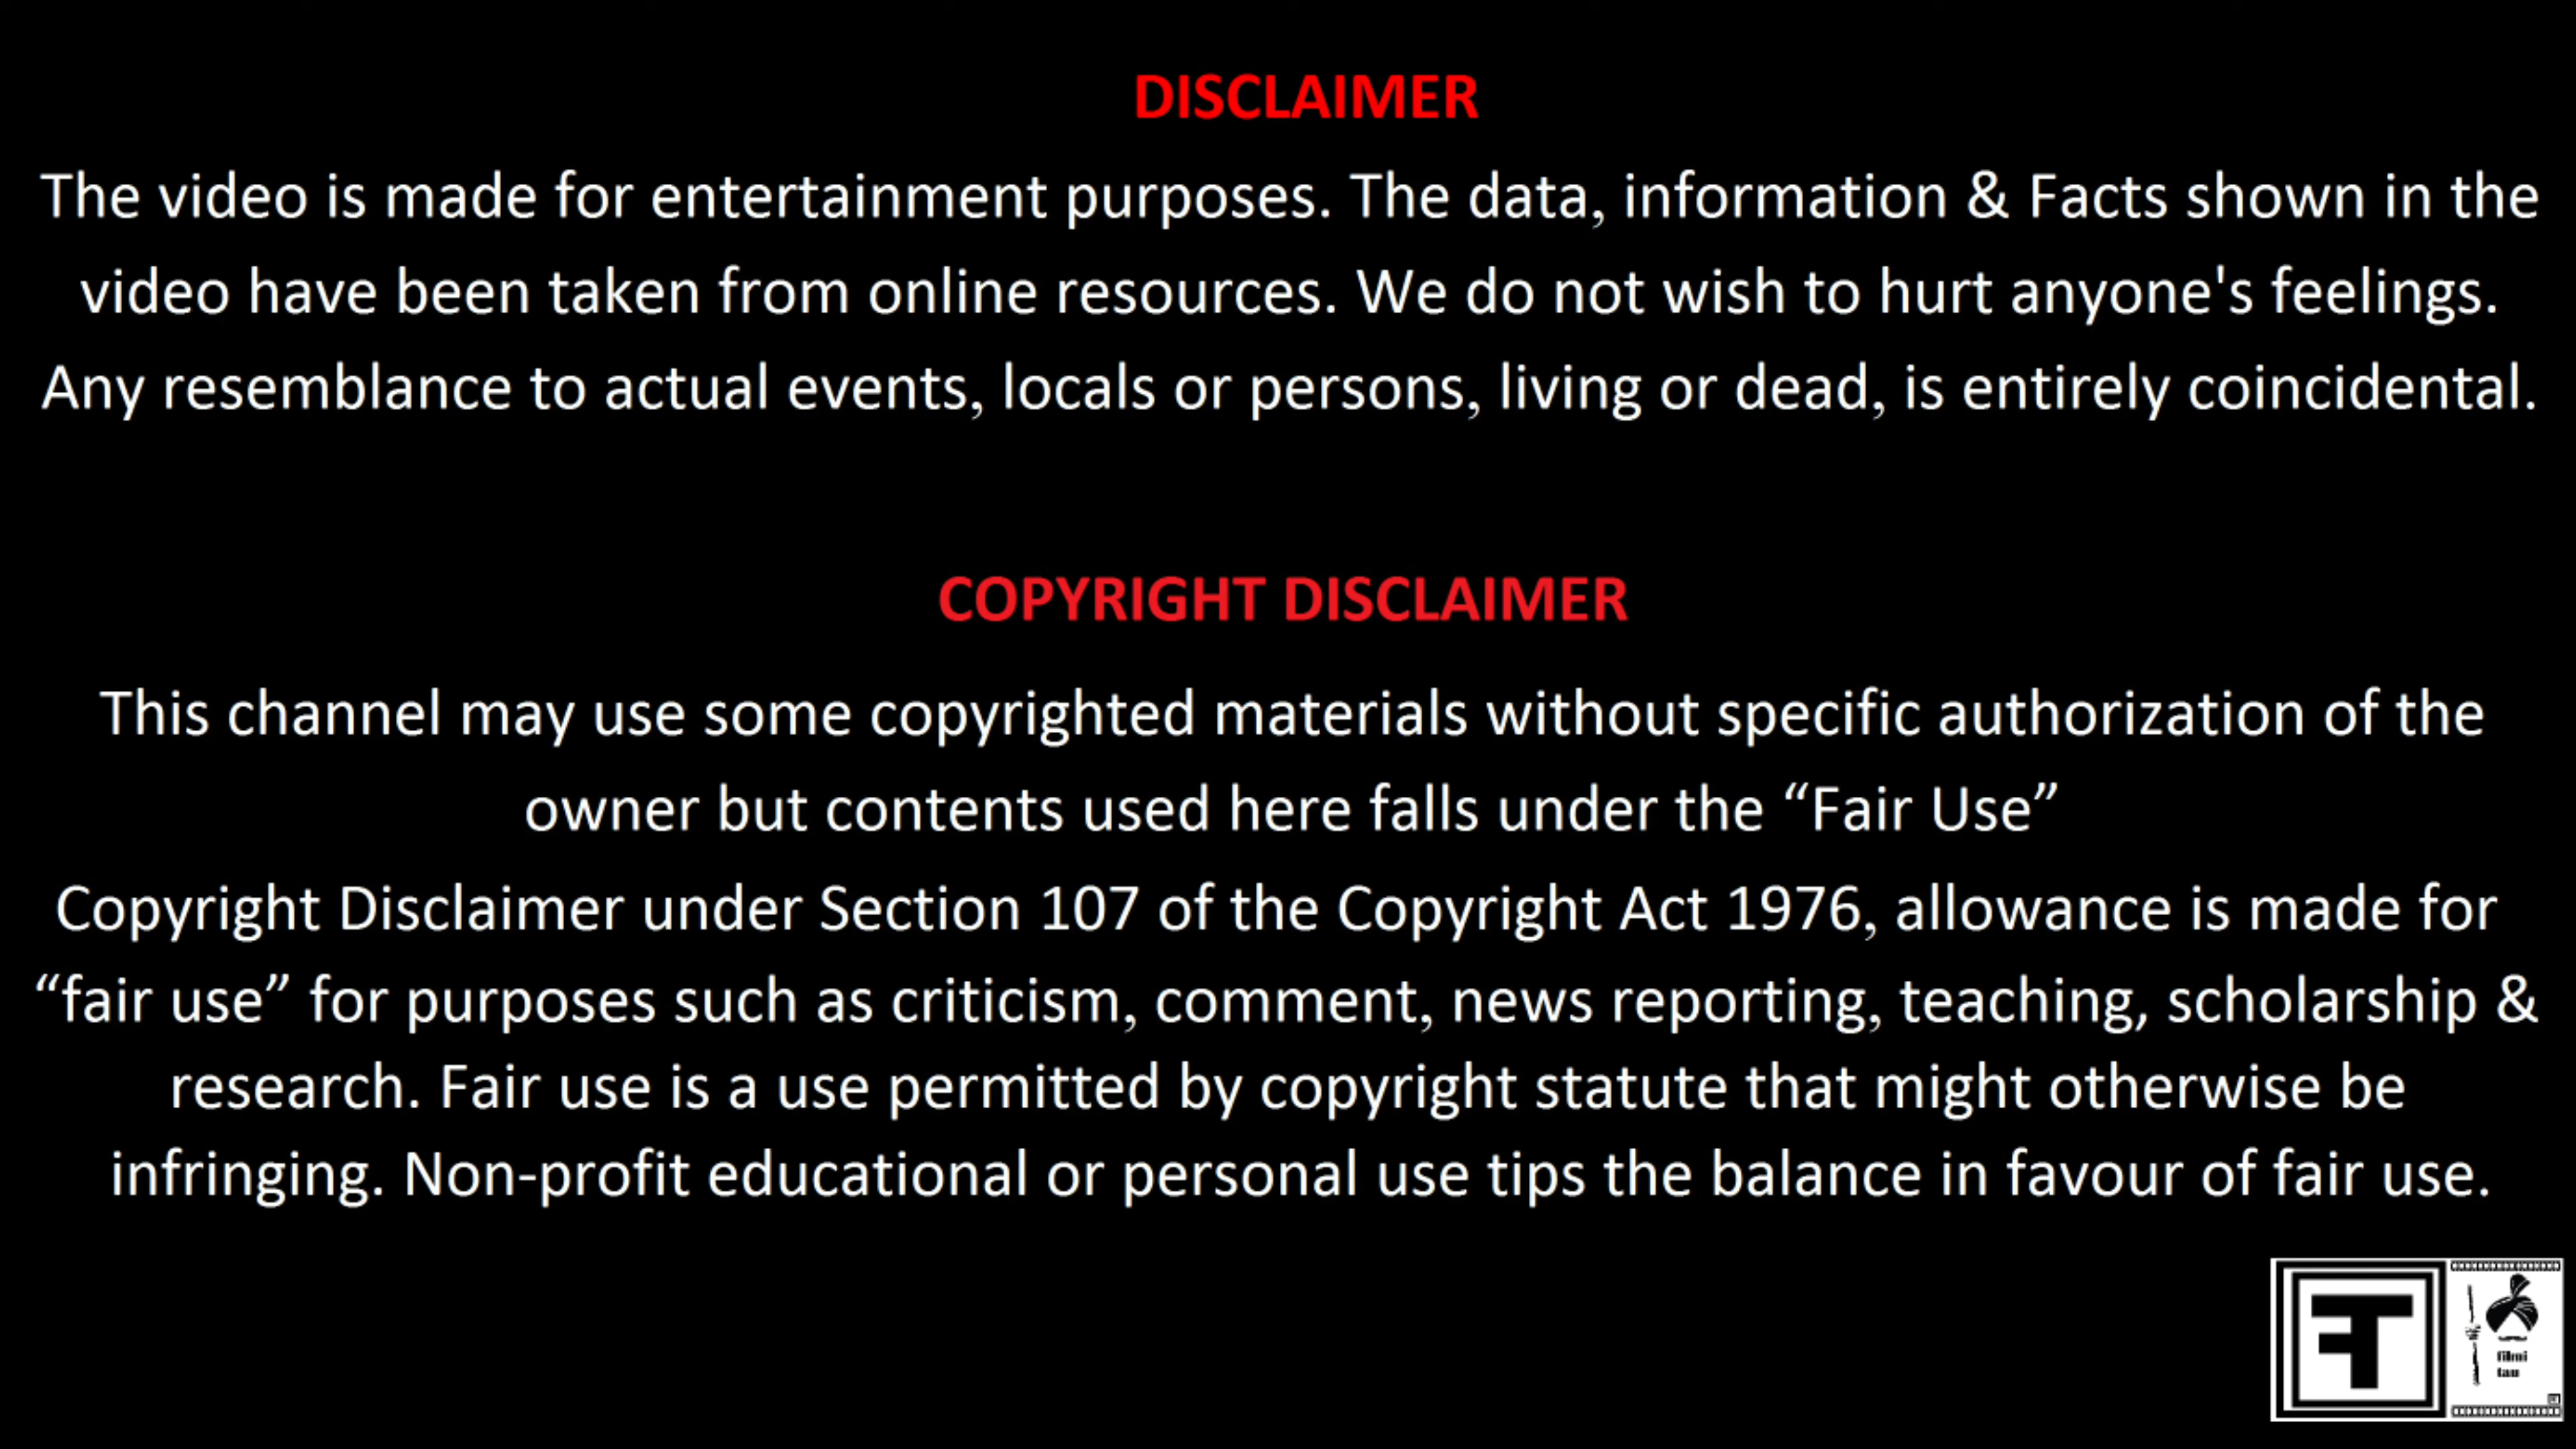 DISCLAIMER
The video is made for entertainment purposes. The data, information & Facts shown in the
video have been taken from online resources. We do not wish to hurt anyone's feelings.
Any resemblance to actual events, locals or persons, living or dead, is entirely coincidental.
COPYRIGHT DISCLAIMER
This channel may use some copyrighted materials without specific authorization of the
owner but contents used here falls under the “Fair Use”
Copyright Disclaimer under Section 107 of the Copyright Act 1976, allowance is made for
“fair use” for purposes such as criticism, comment, news reporting, teaching, scholarship &
research. Fair use is a use permitted by copyright statute that might otherwise be
infringing. Non-profit educational or personal use tips the balance in favour of fair use.
FT
filmi
tau